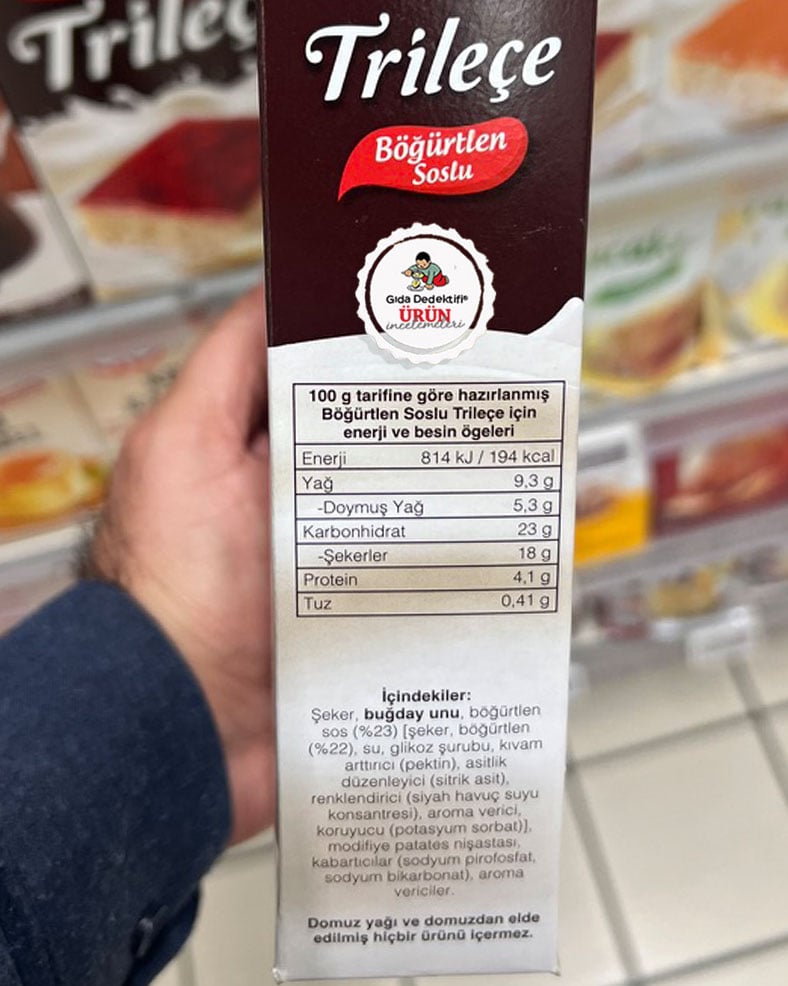 Trileç
Trileçe
Böğürtlen
Soslu
Gıda Dedektifi®
ÜRÜN
incelemeleri
100 g tarifine göre hazırlanmış
Böğürtlen Soslu Trileçe için
enerji ve besin ögeleri
Enerji 814 kJ / 194 kcal
Yağ 9,3 g
-Doymuş Yağ 5,3 g
Karbonhidrat 23 g
-Şekerler 18 g
Protein 4,1 g
Tuz 0,41 g
İçindekiler:
Şeker, buğday unu, böğürtlen
sos (%23) [şeker, böğürtlen
(%22), su, glikoz şurubu, kıvam
arttırıcı (pektin), asitlik
düzenleyici (sitrik asit),
renklendirici (siyah havuç suyu
konsantresi), aroma verici,
koruyucu (potasyum sorbat)],
modifiye patates nişastası,
kabartıcılar (sodyum pirofosfat,
sodyum bikarbonat), aroma
vericiler.
Domuz yağı ve domuzdan elde
edilmiş hiçbir ürünü içermez.